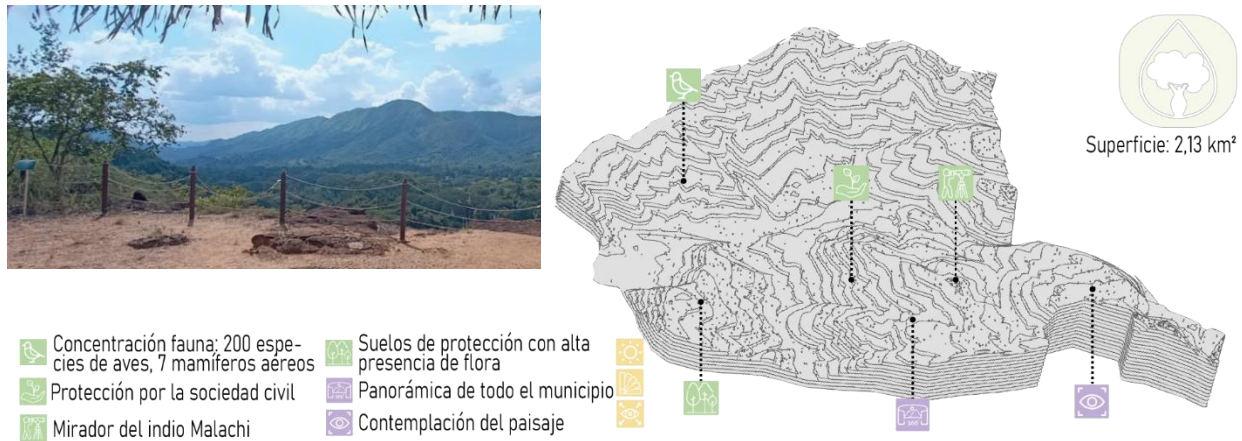 Superficie: 2,13 km²
Concentración fauna: 200 espe-
cies de aves, 7 mamíferos aéreos
Protección por la sociedad civil
Mirador del indio Malachi
Suelos de protección con alta
presencia de flora
Panorámica de todo el municipio
Contemplación del paisaje
360